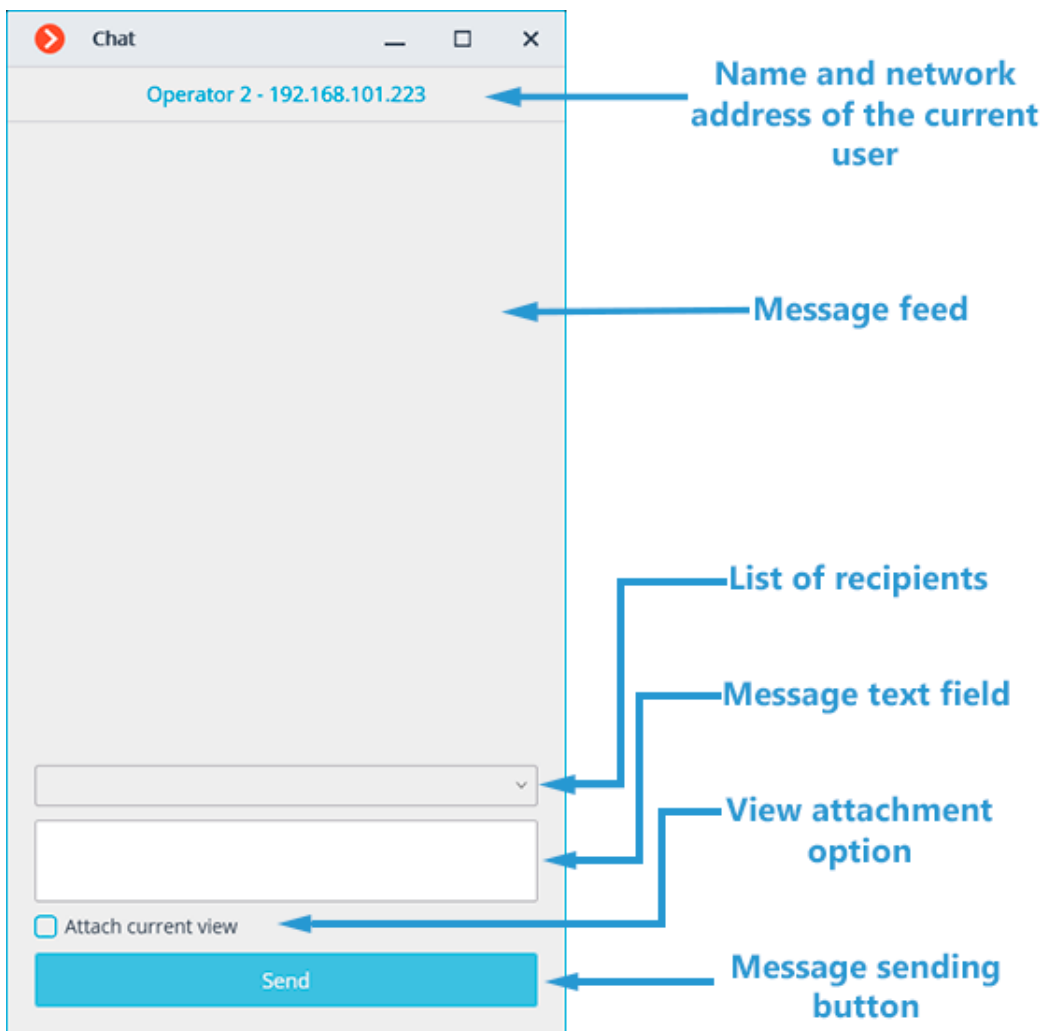 Chat
Operator 2 - 192.168.101.223
Name and network
address of the current
user
Message feed
List of recipients
Message text field
View attachment
option
Attach current view
Send
Message sending
button